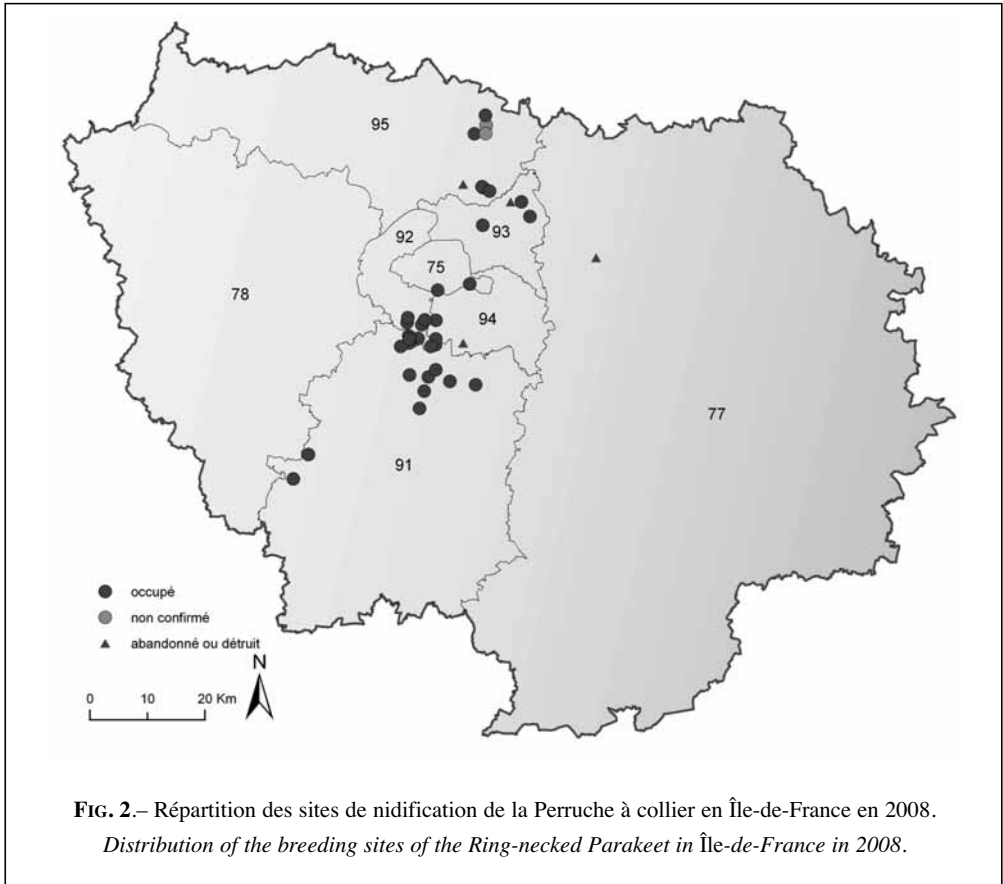 95
92
93
75
78
94
77
91
occupé
non confirmé
abandonné ou détruit
N
0 10 20 Km
FIG. 2.– Répartition des sites de nidification de la Perruche à collier en Île-de-France en 2008.
Distribution of the breeding sites of the Ring-necked Parakeet in Île-de-France in 2008.